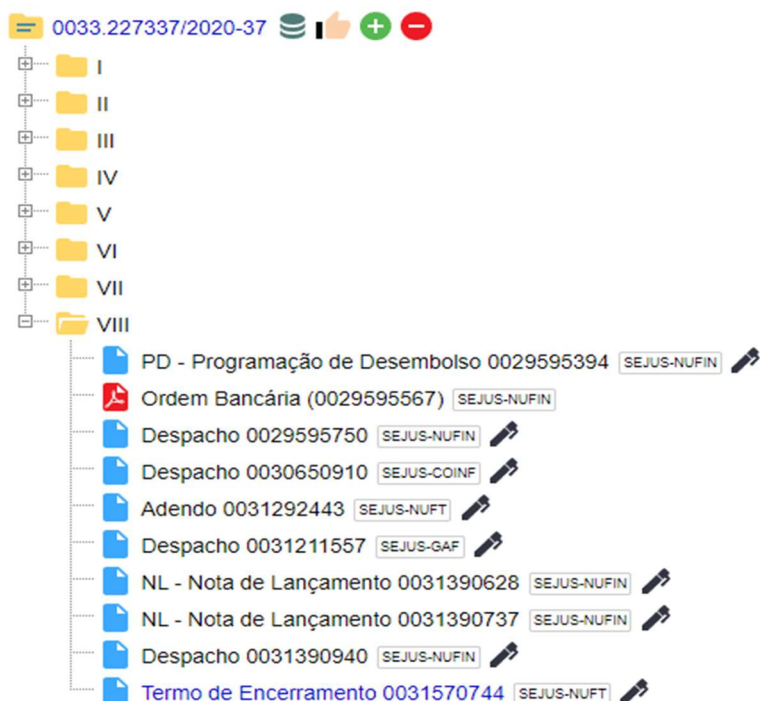 0033.227337/2020-37
I
II
III
IV
V
VI
VII
VIII
PD - Programação de Desembolso 0029595394 SEJUS-NUFIN
Ordem Bancária (0029595567) SEJUS-NUFIN
Despacho 0029595750 SEJUS-NUFIN
Despacho 0030650910 SEJUS-COINF
Adendo 0031292443 SEJUS-NUFT
Despacho 0031211557 SEJUS-GAF
NL - Nota de Lançamento 0031390628 SEJUS-NUFIN
NL - Nota de Lançamento 0031390737 SEJUS-NUFIN
Despacho 0031390940 SEJUS-NUFIN
Termo de Encerramento 0031570744 SEJUS-NUFT